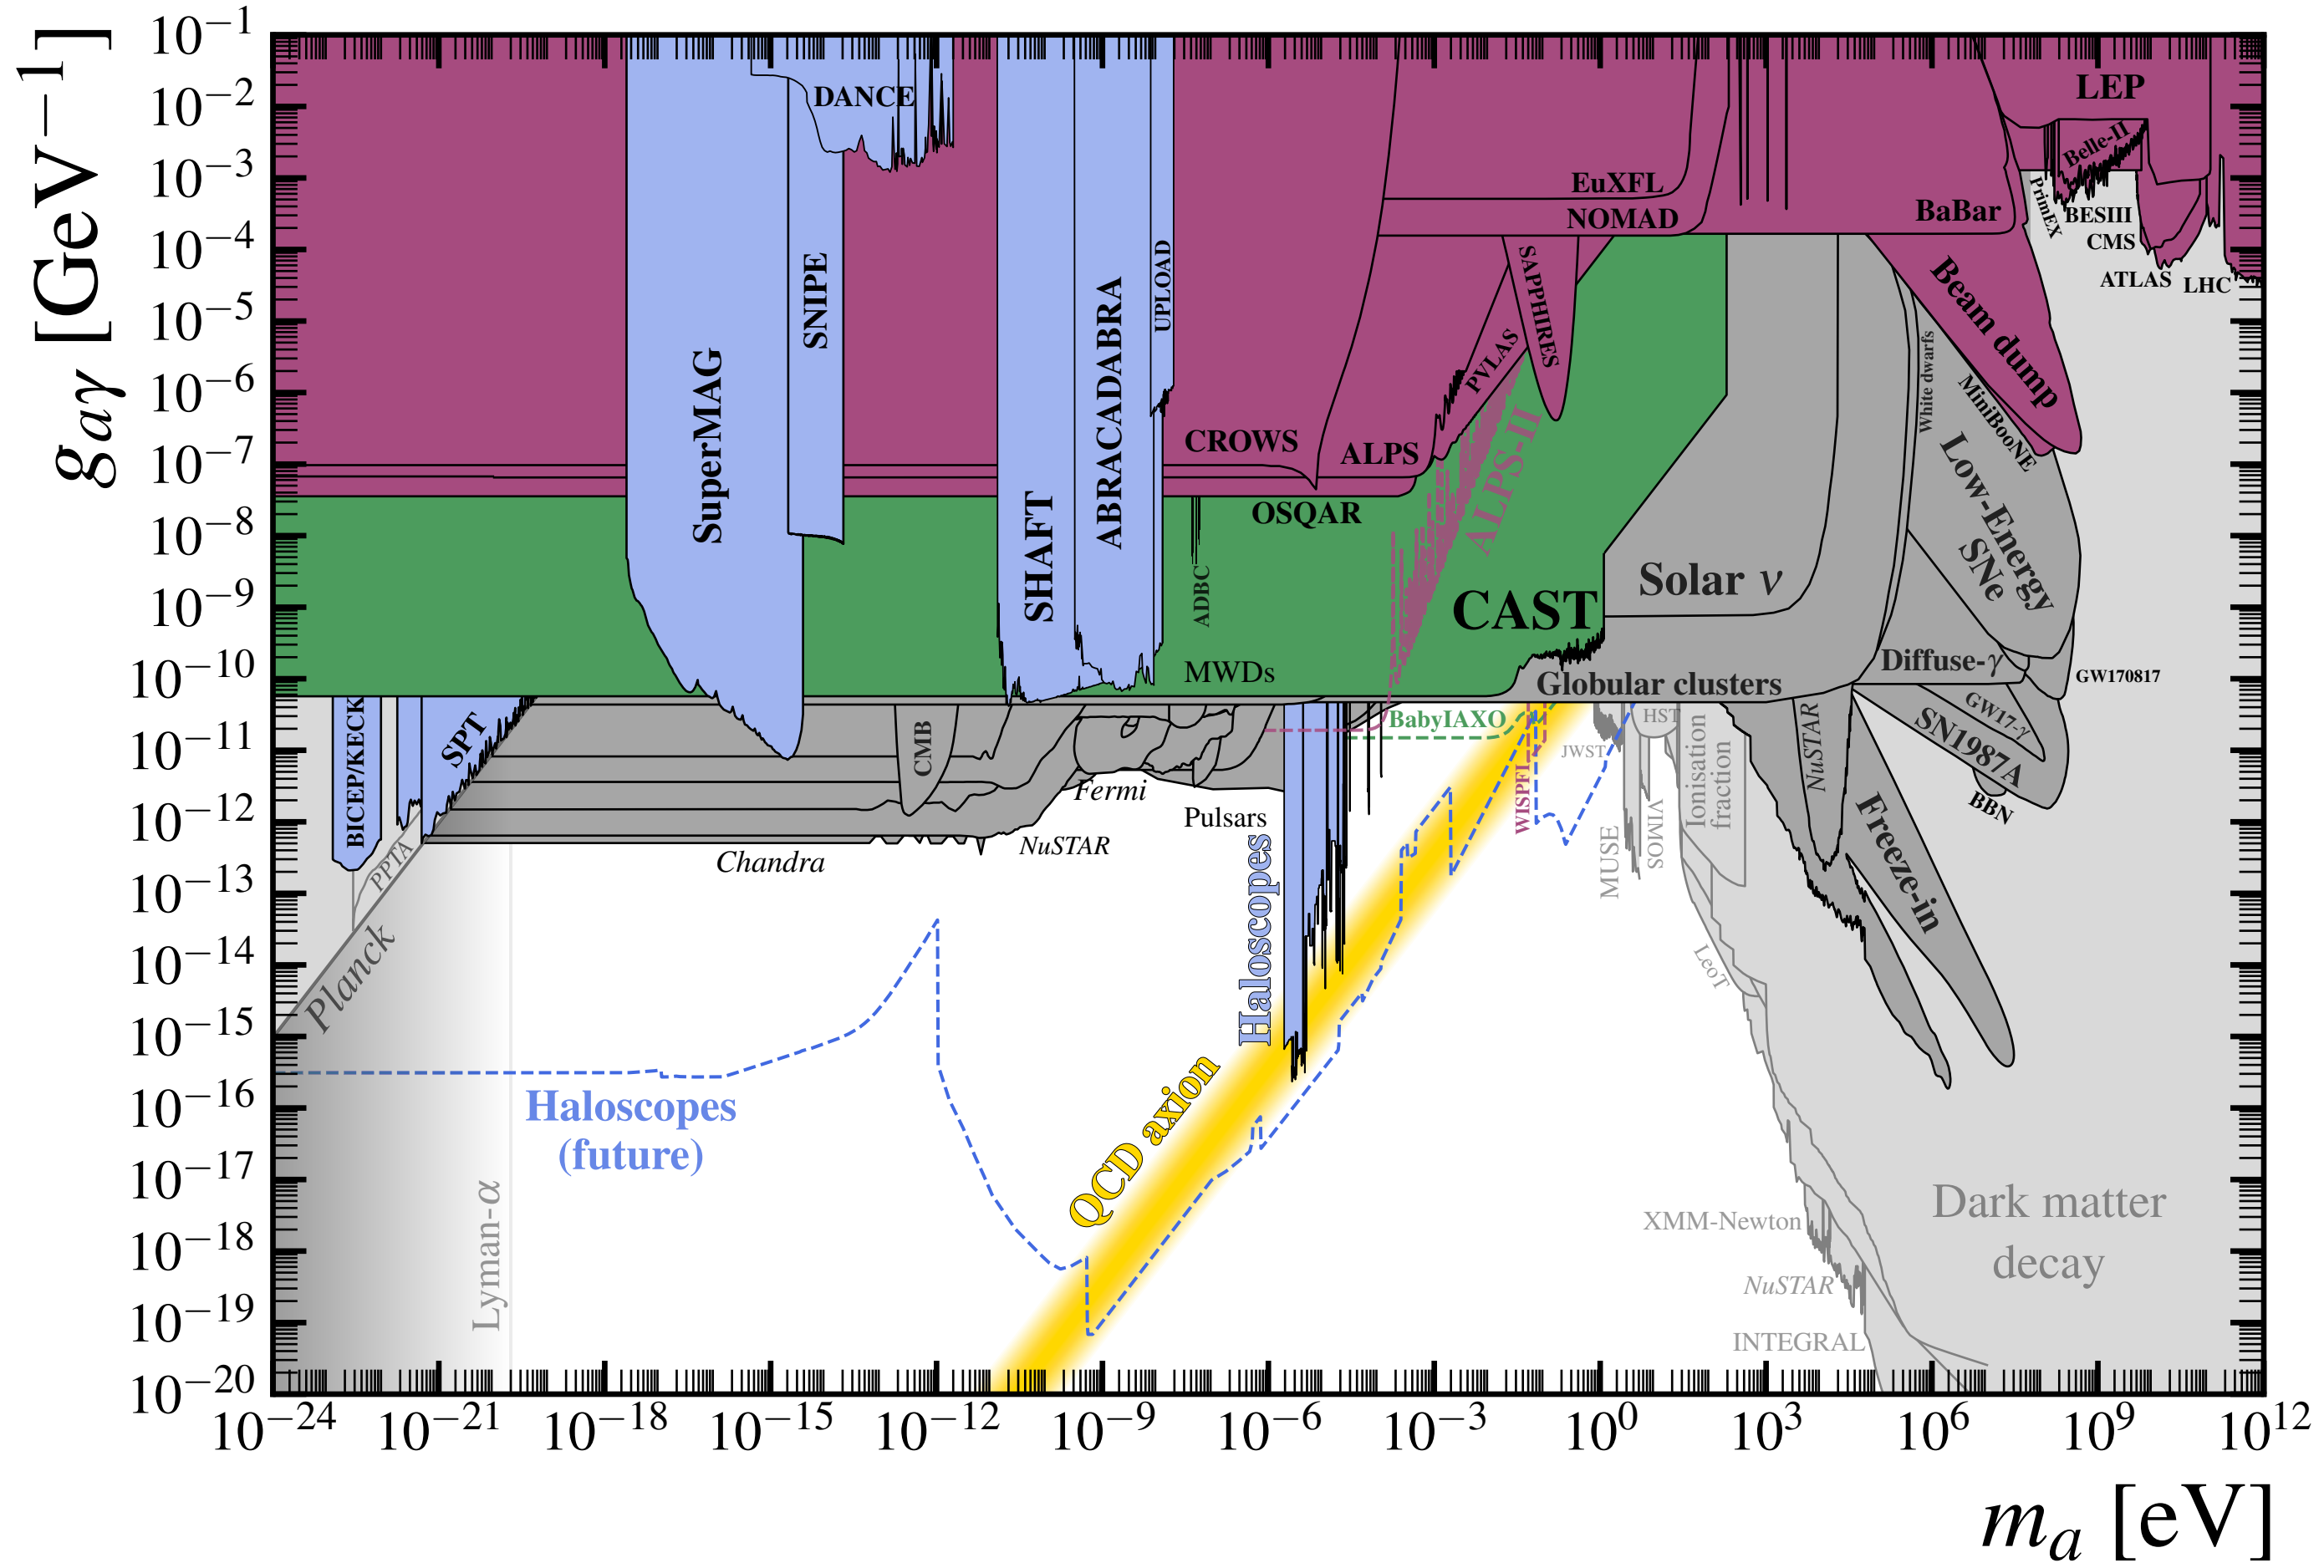 g_{aγ} [GeV^{−1}]
10^{−1}
10^{−2}
10^{−3}
10^{−4}
10^{−5}
10^{−6}
10^{−7}
10^{−8}
10^{−9}
10^{−10}
10^{−11}
10^{−12}
10^{−13}
10^{−14}
10^{−15}
10^{−16}
10^{−17}
10^{−18}
10^{−19}
10^{−20}
DANCE
LEP
Belle-II
EuXFL
NOMAD
BaBar
PrimEX
BESIII
CMS
ATLAS
LHC
SNIPE
SuperMAG
SHAFT
ABRACADABRA
UPLOAD
SAPPHIRES
PVLAS
Beam dump
White dwarfs
MiniBooNE
CROWS
ALPS
ALPS-II
OSQAR
Low-Energy
SNe
ADBC
CAST
Solar ν
MWDs
Globular clusters
Diffuse-γ
GW170817
BICEP/KECK
SPT
CMB
BabyIAXO
HST
JWST
GW17-γ
SN1987A
BBN
Fermi
Pulsars
NuSTAR
Chandra
WISPFI
MUSE
VIMOS
Ionisation
fraction
NuSTAR
Freeze-in
PPTA
Planck
Haloscopes
LeoT
QCD axion
Haloscopes
(future)
Lyman-α
XMM-Newton
NuSTAR
INTEGRAL
Dark matter
decay
10^{−24}
10^{−21}
10^{−18}
10^{−15}
10^{−12}
10^{−9}
10^{−6}
10^{−3}
10^{0}
10^{3}
10^{6}
10^{9}
10^{12}
m_a [eV]